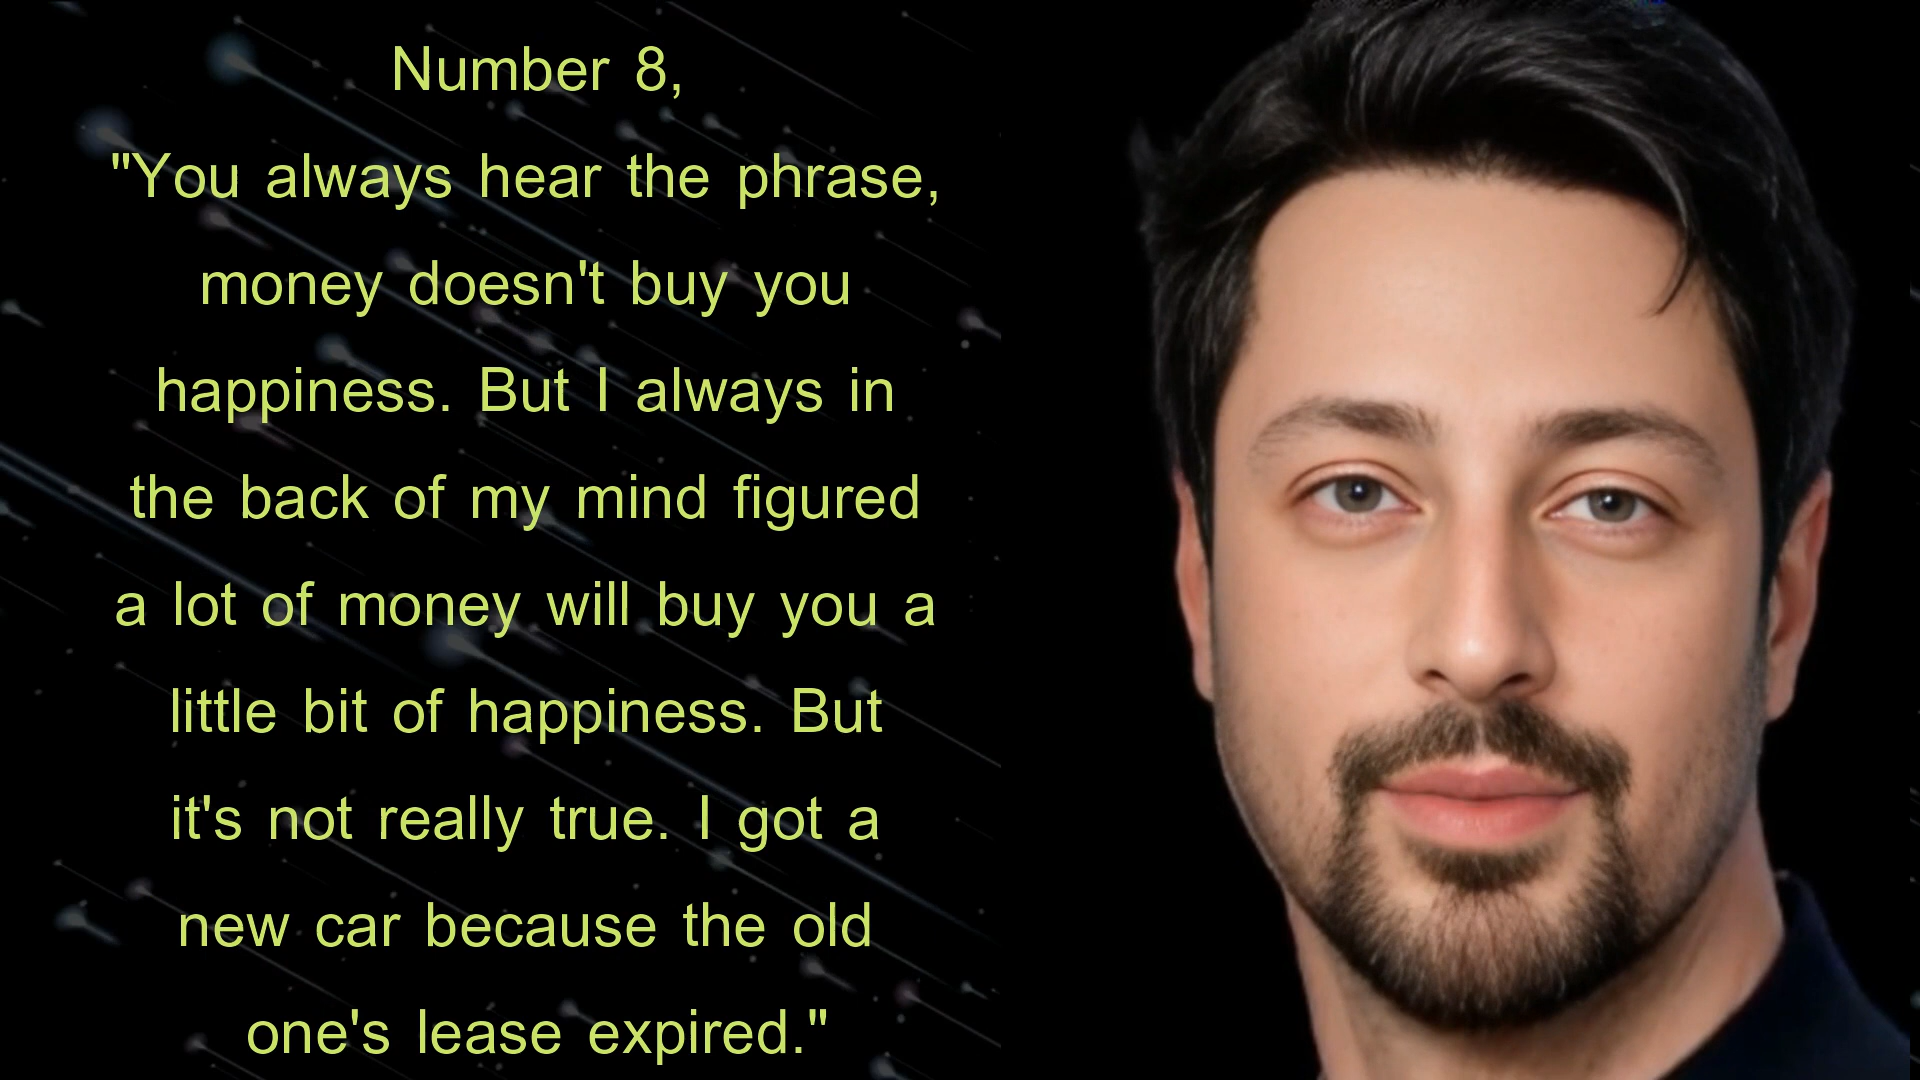 Number 8,
"You always hear the phrase,
money doesn't buy you
happiness. But I always in
the back of my mind figured
a lot of money will buy you a
little bit of happiness. But
it's not really true. I got a
new car because the old
one's lease expired."